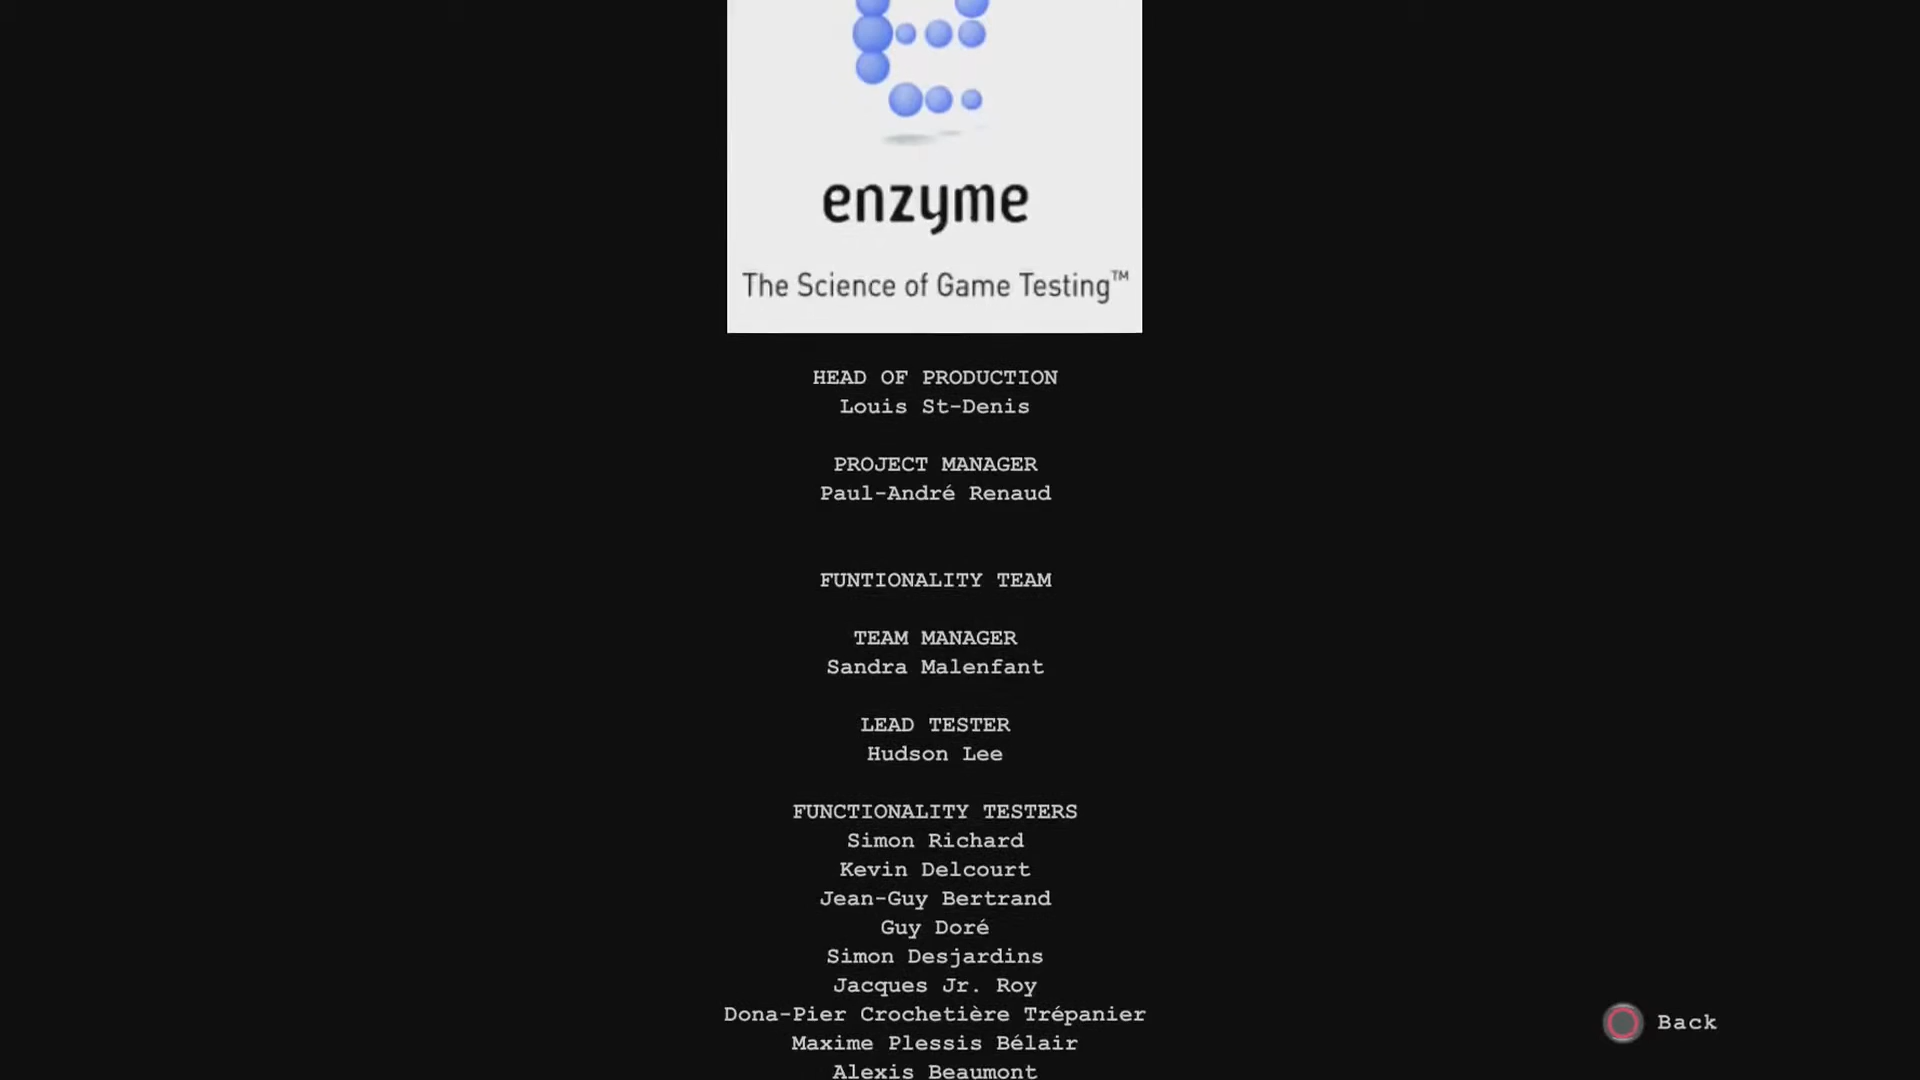 enzyme
The Science of Game Testing™
HEAD OF PRODUCTION
Louis St-Denis
PROJECT MANAGER
Paul-André Renaud
FUNTIONALITY TEAM
TEAM MANAGER
Sandra Malenfant
LEAD TESTER
Hudson Lee
FUNCTIONALITY TESTERS
Simon Richard
Kevin Delcourt
Jean-Guy Bertrand
Guy Doré
Simon Desjardins
Jacques Jr. Roy
Dona-Pier Crochetière Trépanier
Maxime Plessis Bélair
Alexis Beaumont
Back